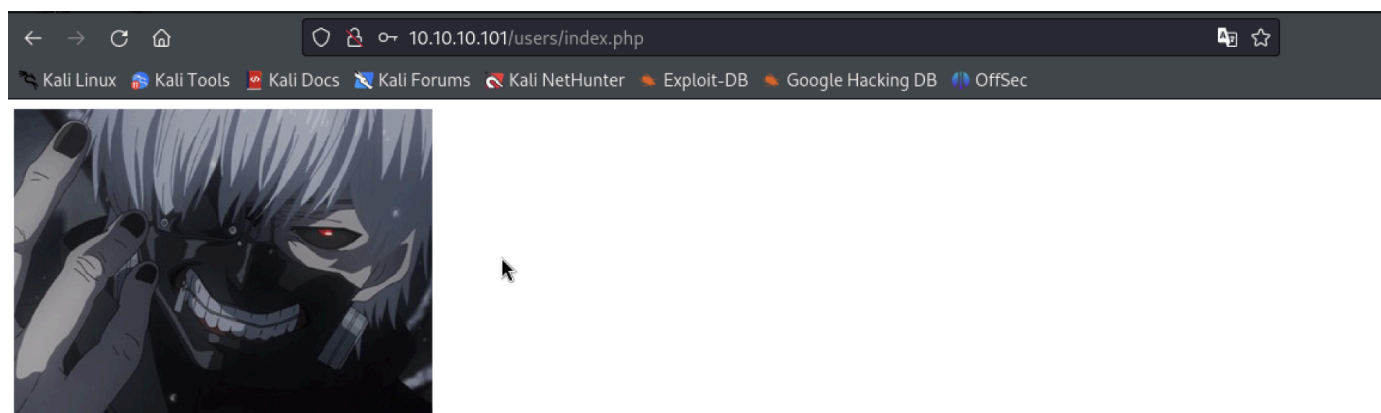 10.10.10.101/users/index.php
Kali Linux Kali Tools Kali Docs Kali Forums Kali NetHunter Exploit-DB Google Hacking DB OffSec